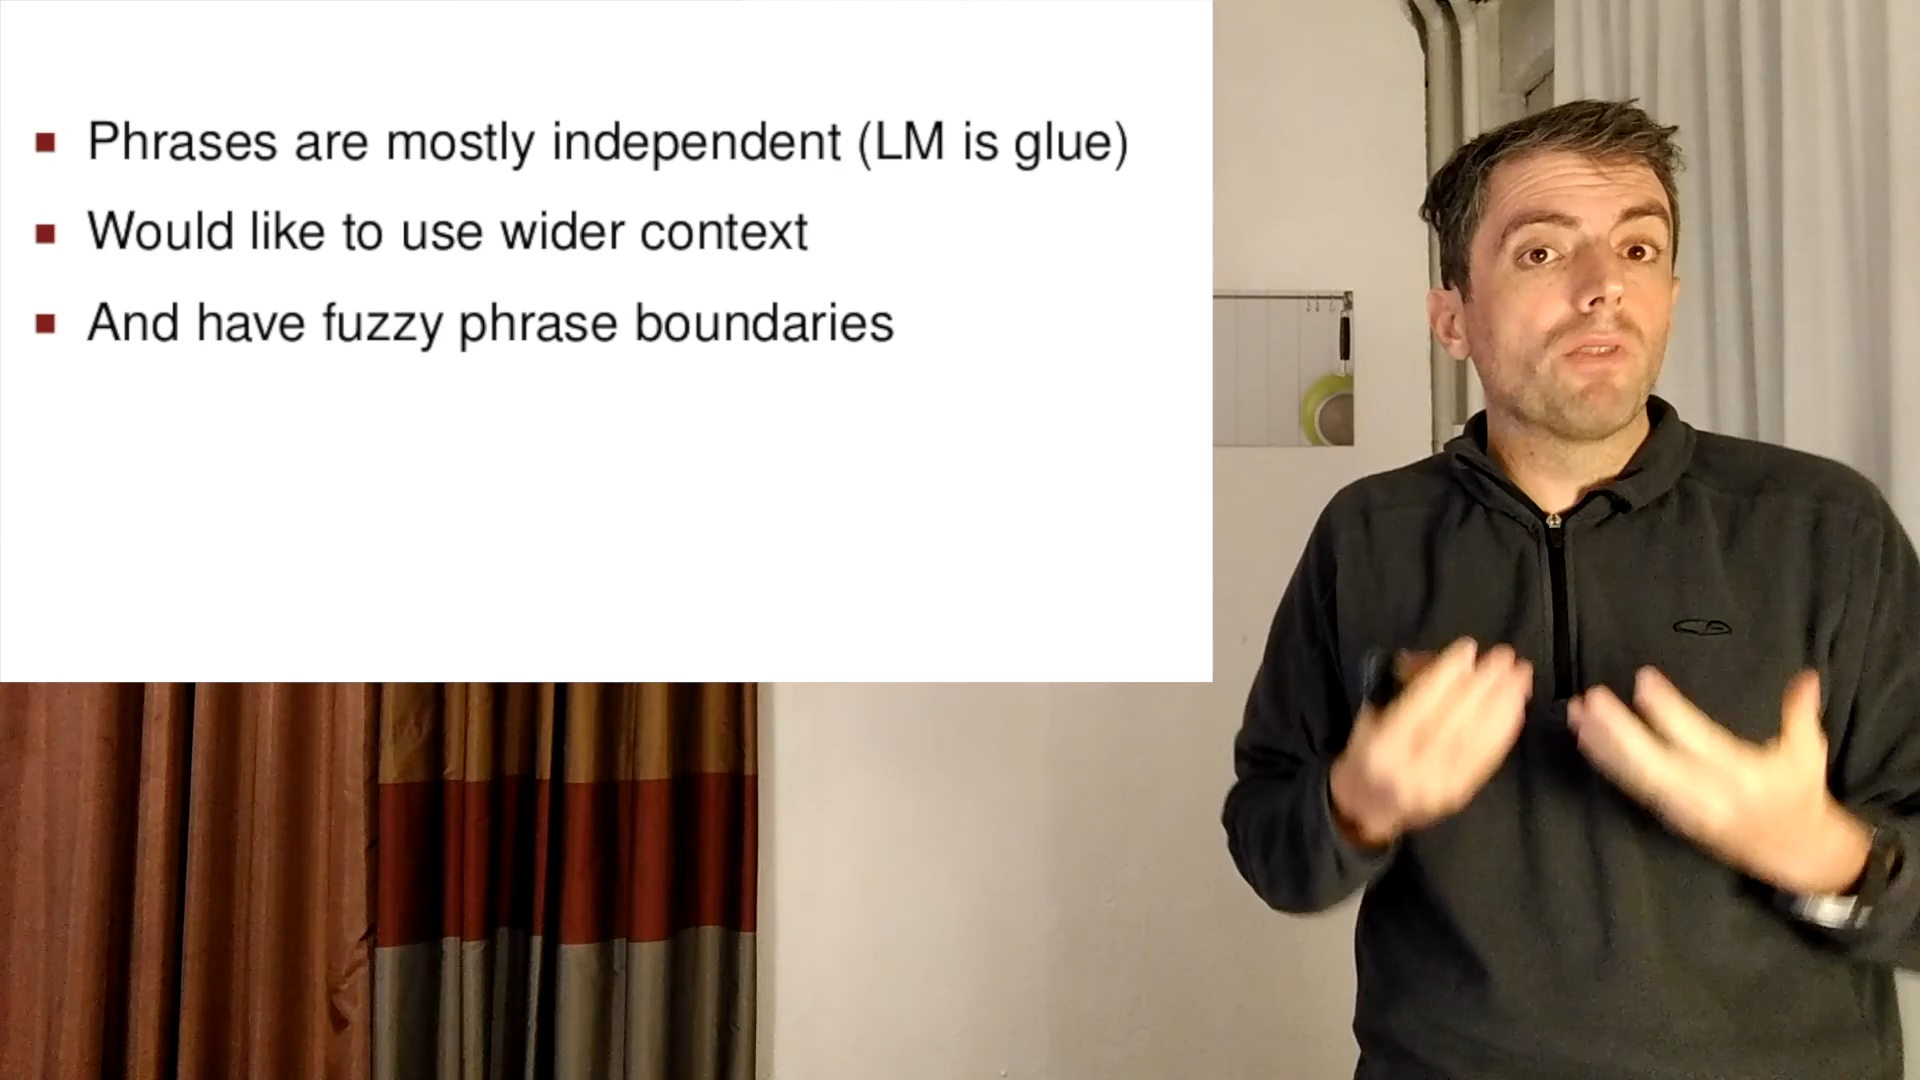 Phrases are mostly independent (LM is glue)
Would like to use wider context
And have fuzzy phrase boundaries